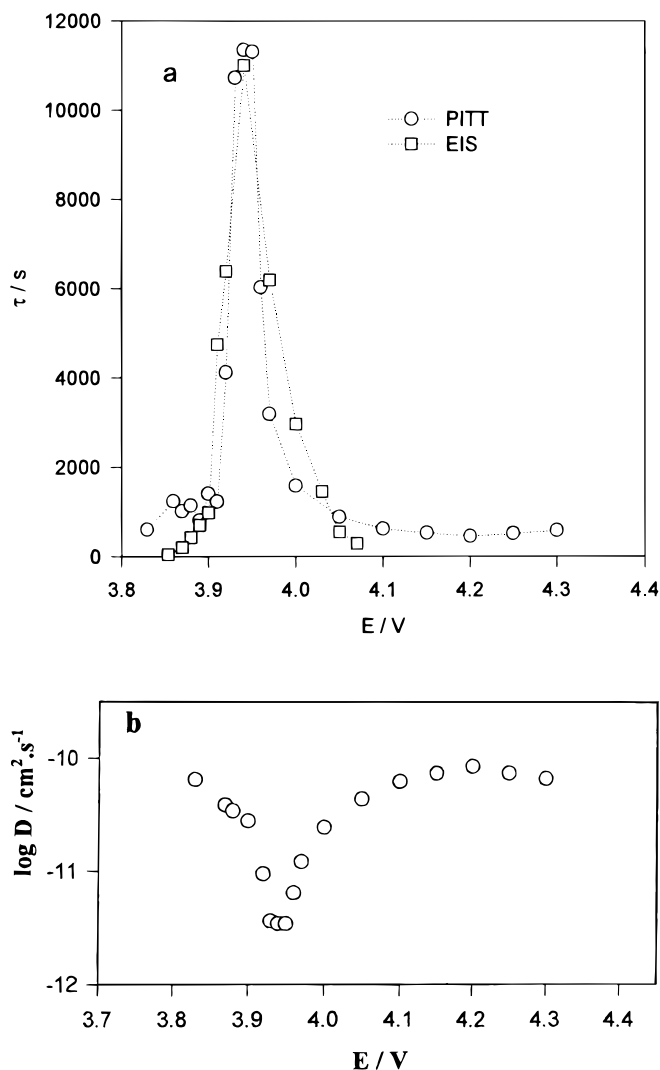 12000
a
10000
PITT
EIS
8000
τ / s
6000
4000
2000
0
3.8 3.9 4.0 4.1 4.2 4.3 4.4
E / V
b
-10
log D / cm².s⁻¹
-11
-12
3.7 3.8 3.9 4.0 4.1 4.2 4.3 4.4
E / V